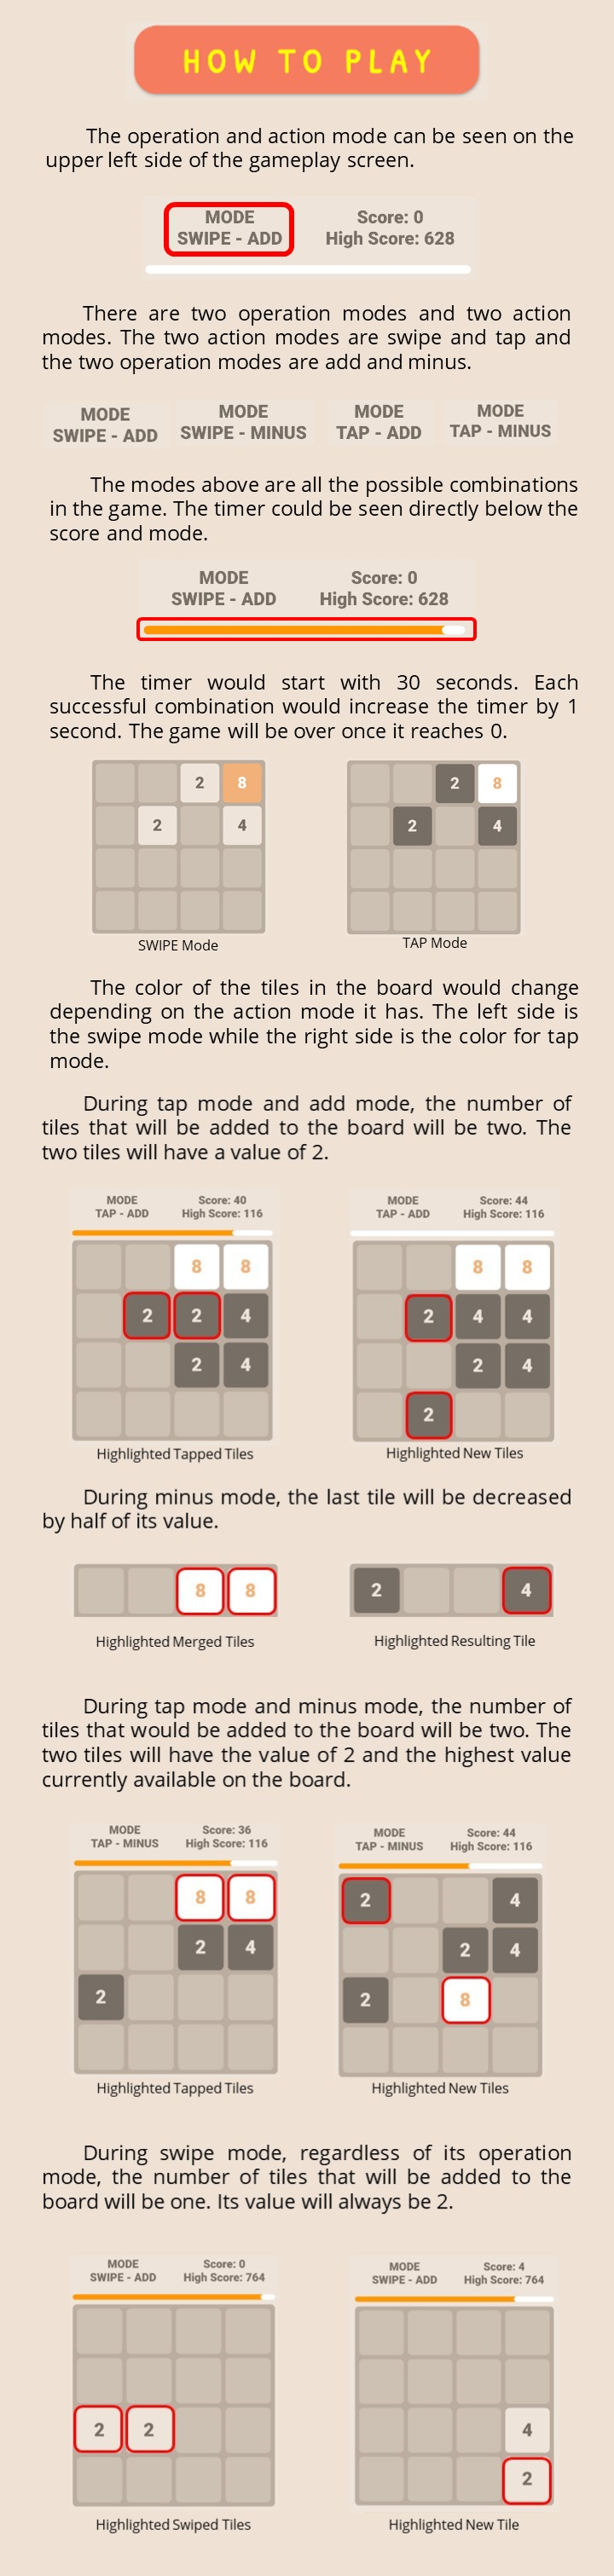 HOW TO PLAY
The operation and action mode can be seen on the
upper left side of the gameplay screen.
MODE Score: 0
SWIPE - ADD High Score: 628
There are two operation modes and two action
modes. The two action modes are swipe and tap and
the two operation modes are add and minus.
MODE MODE MODE MODE
SWIPE - ADD SWIPE - MINUS TAP - ADD TAP - MINUS
The modes above are all the possible combinations
in the game. The timer could be seen directly below the
score and mode.
MODE Score: 0
SWIPE - ADD High Score: 628
The timer would start with 30 seconds. Each
successful combination would increase the timer by 1
second. The game will be over once it reaches 0.
2 8 2 8
2 4 2 4
SWIPE Mode TAP Mode
The color of the tiles in the board would change
depending on the action mode it has. The left side is
the swipe mode while the right side is the color for tap
mode.
During tap mode and add mode, the number of
tiles that will be added to the board will be two. The
two tiles will have a value of 2.
MODE Score: 40 MODE Score: 44
TAP - ADD High Score: 116 TAP - ADD High Score: 116
8 8 8 8
2 2 4 2 4 4
2 4 2 4
2
Highlighted Tapped Tiles Highlighted New Tiles
During minus mode, the last tile will be decreased
by half of its value.
8 8 2 4
Highlighted Merged Tiles Highlighted Resulting Tile
During tap mode and minus mode, the number of
tiles that would be added to the board will be two. The
two tiles will have the value of 2 and the highest value
currently available on the board.
MODE Score: 36 MODE Score: 44
TAP - MINUS High Score: 116 TAP - MINUS High Score: 116
8 8 2 4
2 4 2 4
2 2 8
Highlighted Tapped Tiles Highlighted New Tiles
During swipe mode, regardless of its operation
mode, the number of tiles that will be added to the
board will be one. Its value will always be 2.
MODE Score: 0 MODE Score: 4
SWIPE - ADD High Score: 764 SWIPE - ADD High Score: 764
2 2 4
2
Highlighted Swiped Tiles Highlighted New Tile